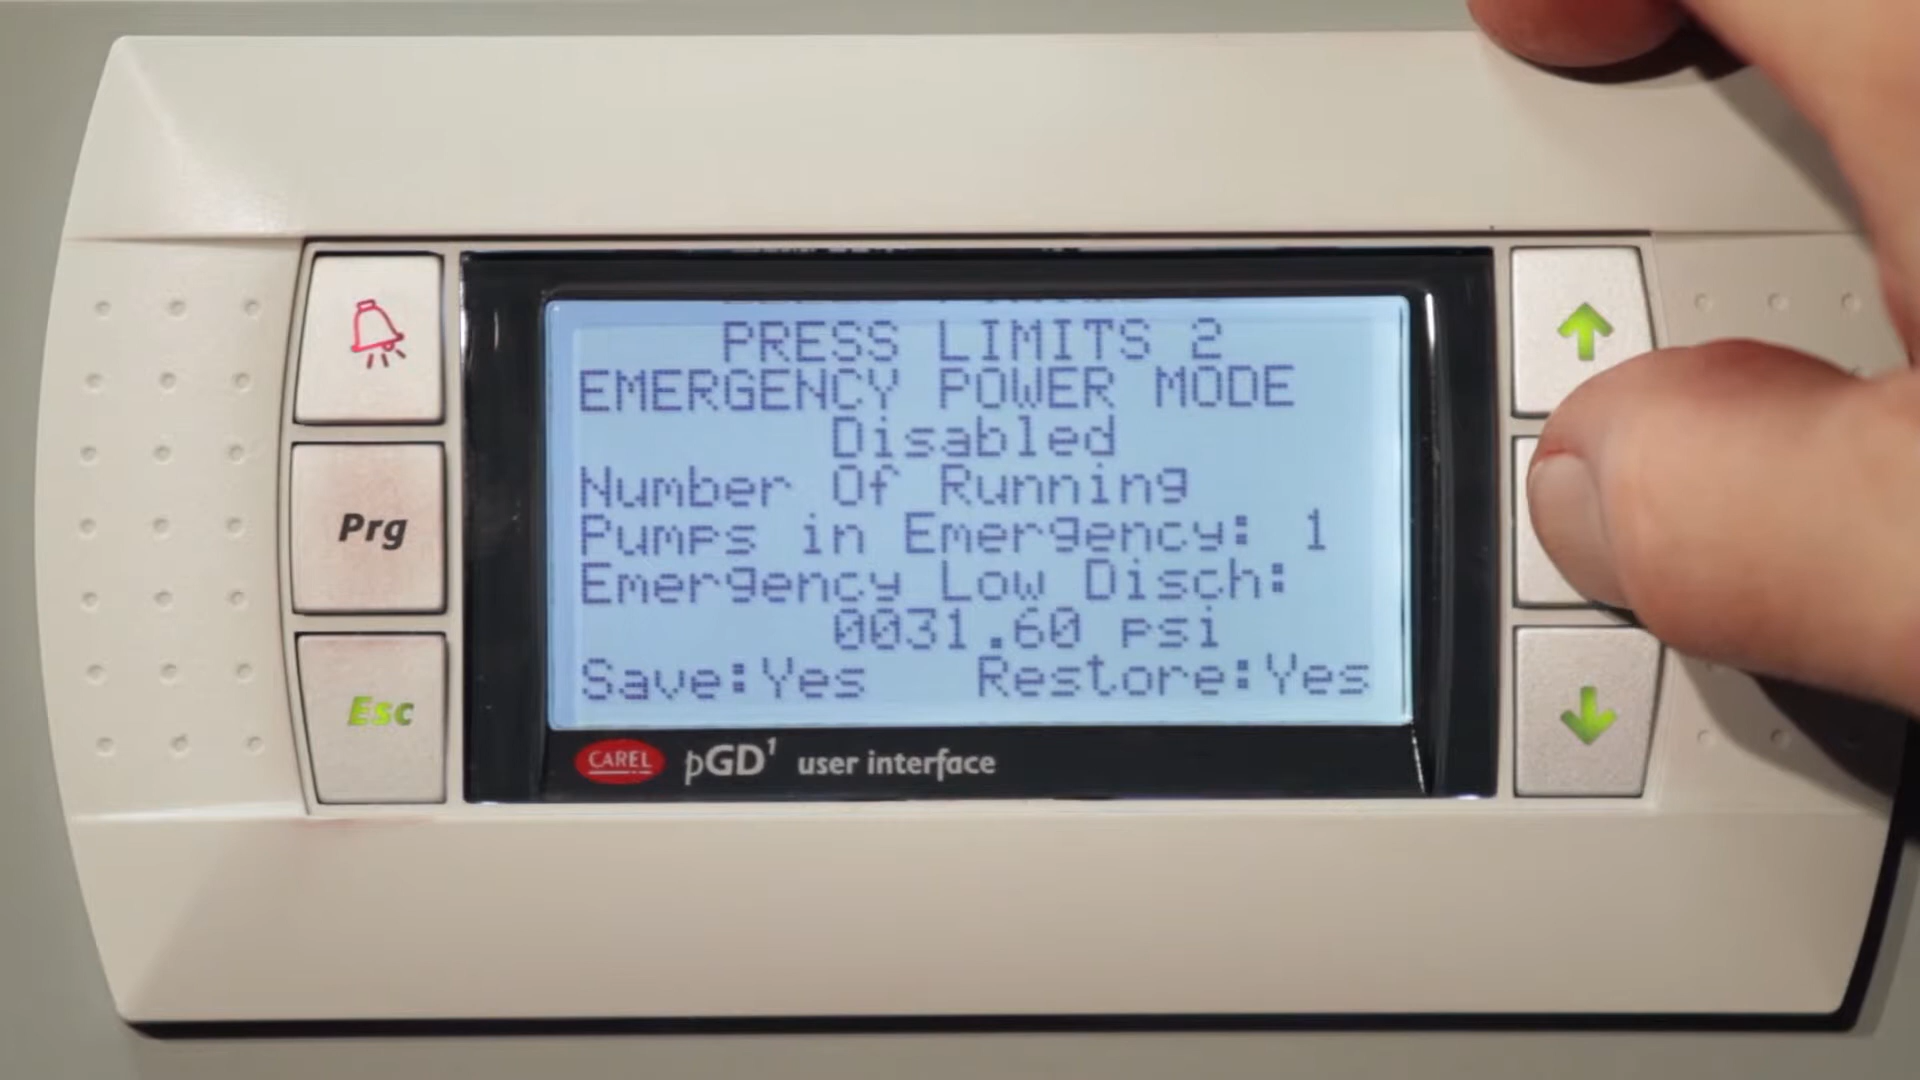 PRESS LIMITS 2
EMERGENCY POWER MODE
Disabled
Number Of Running
Pumps in Emergency: 1
Emergency Low Disch:
0031.60 psi
Save:Yes Restore:Yes
Prg
Esc
CAREL pGD¹ user interface